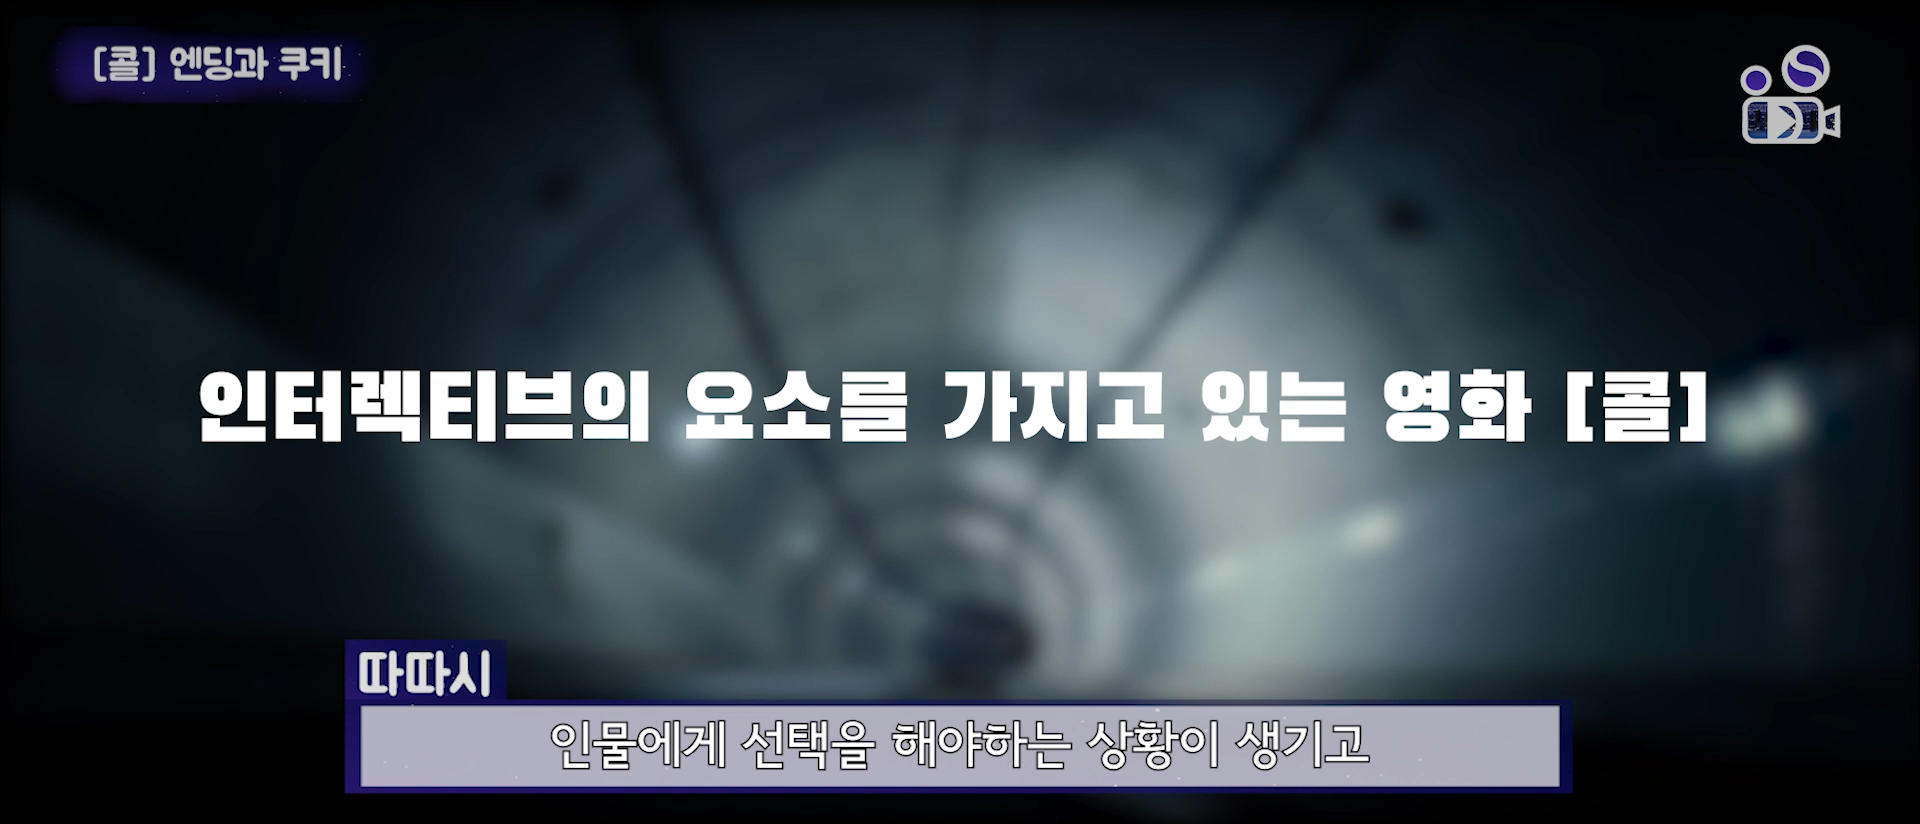 [콜] 엔딩과 쿠키
인터렉티브의 요소를 가지고 있는 영화 [콜]
따따시
인물에게 선택을 해야하는 상황이 생기고